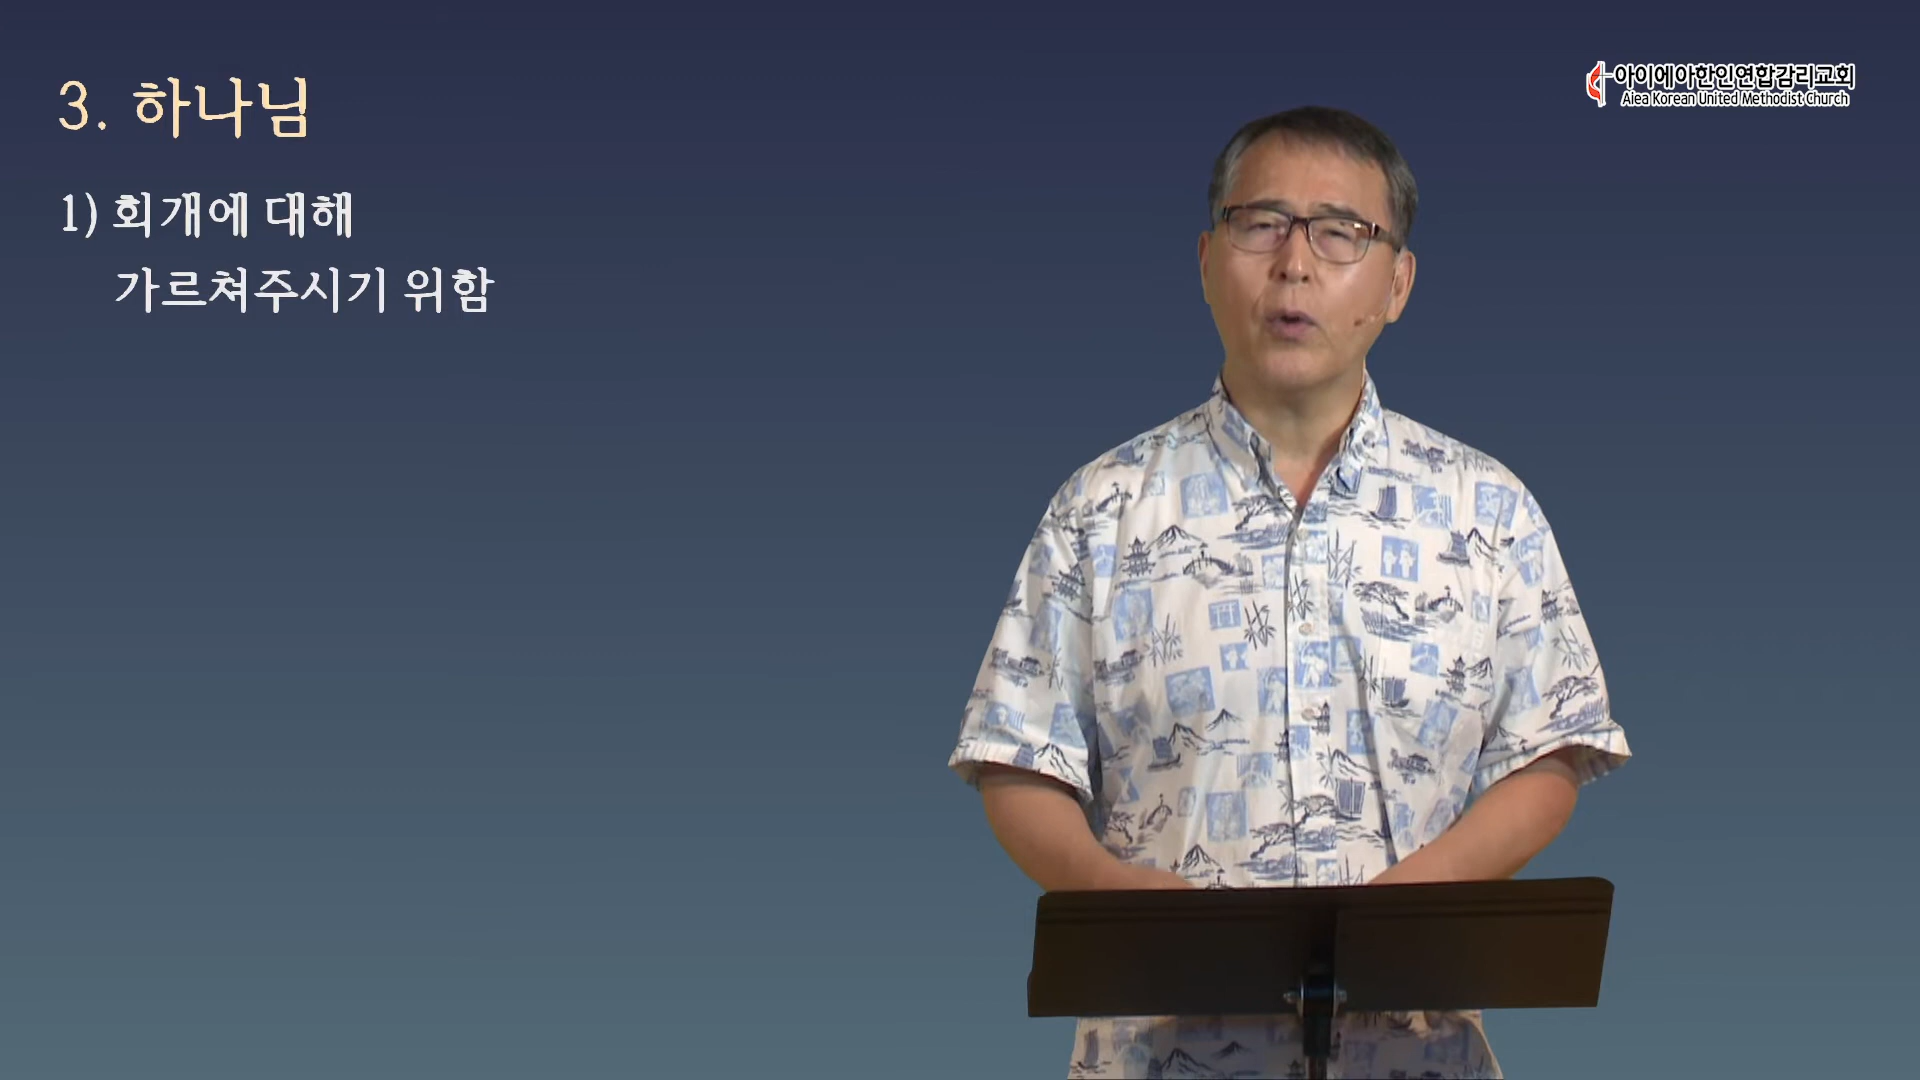 3. 하나님
1) 회개에 대해
가르쳐주시기 위함
아이에아한인연합감리교회
Aiea Korean United Methodist Church